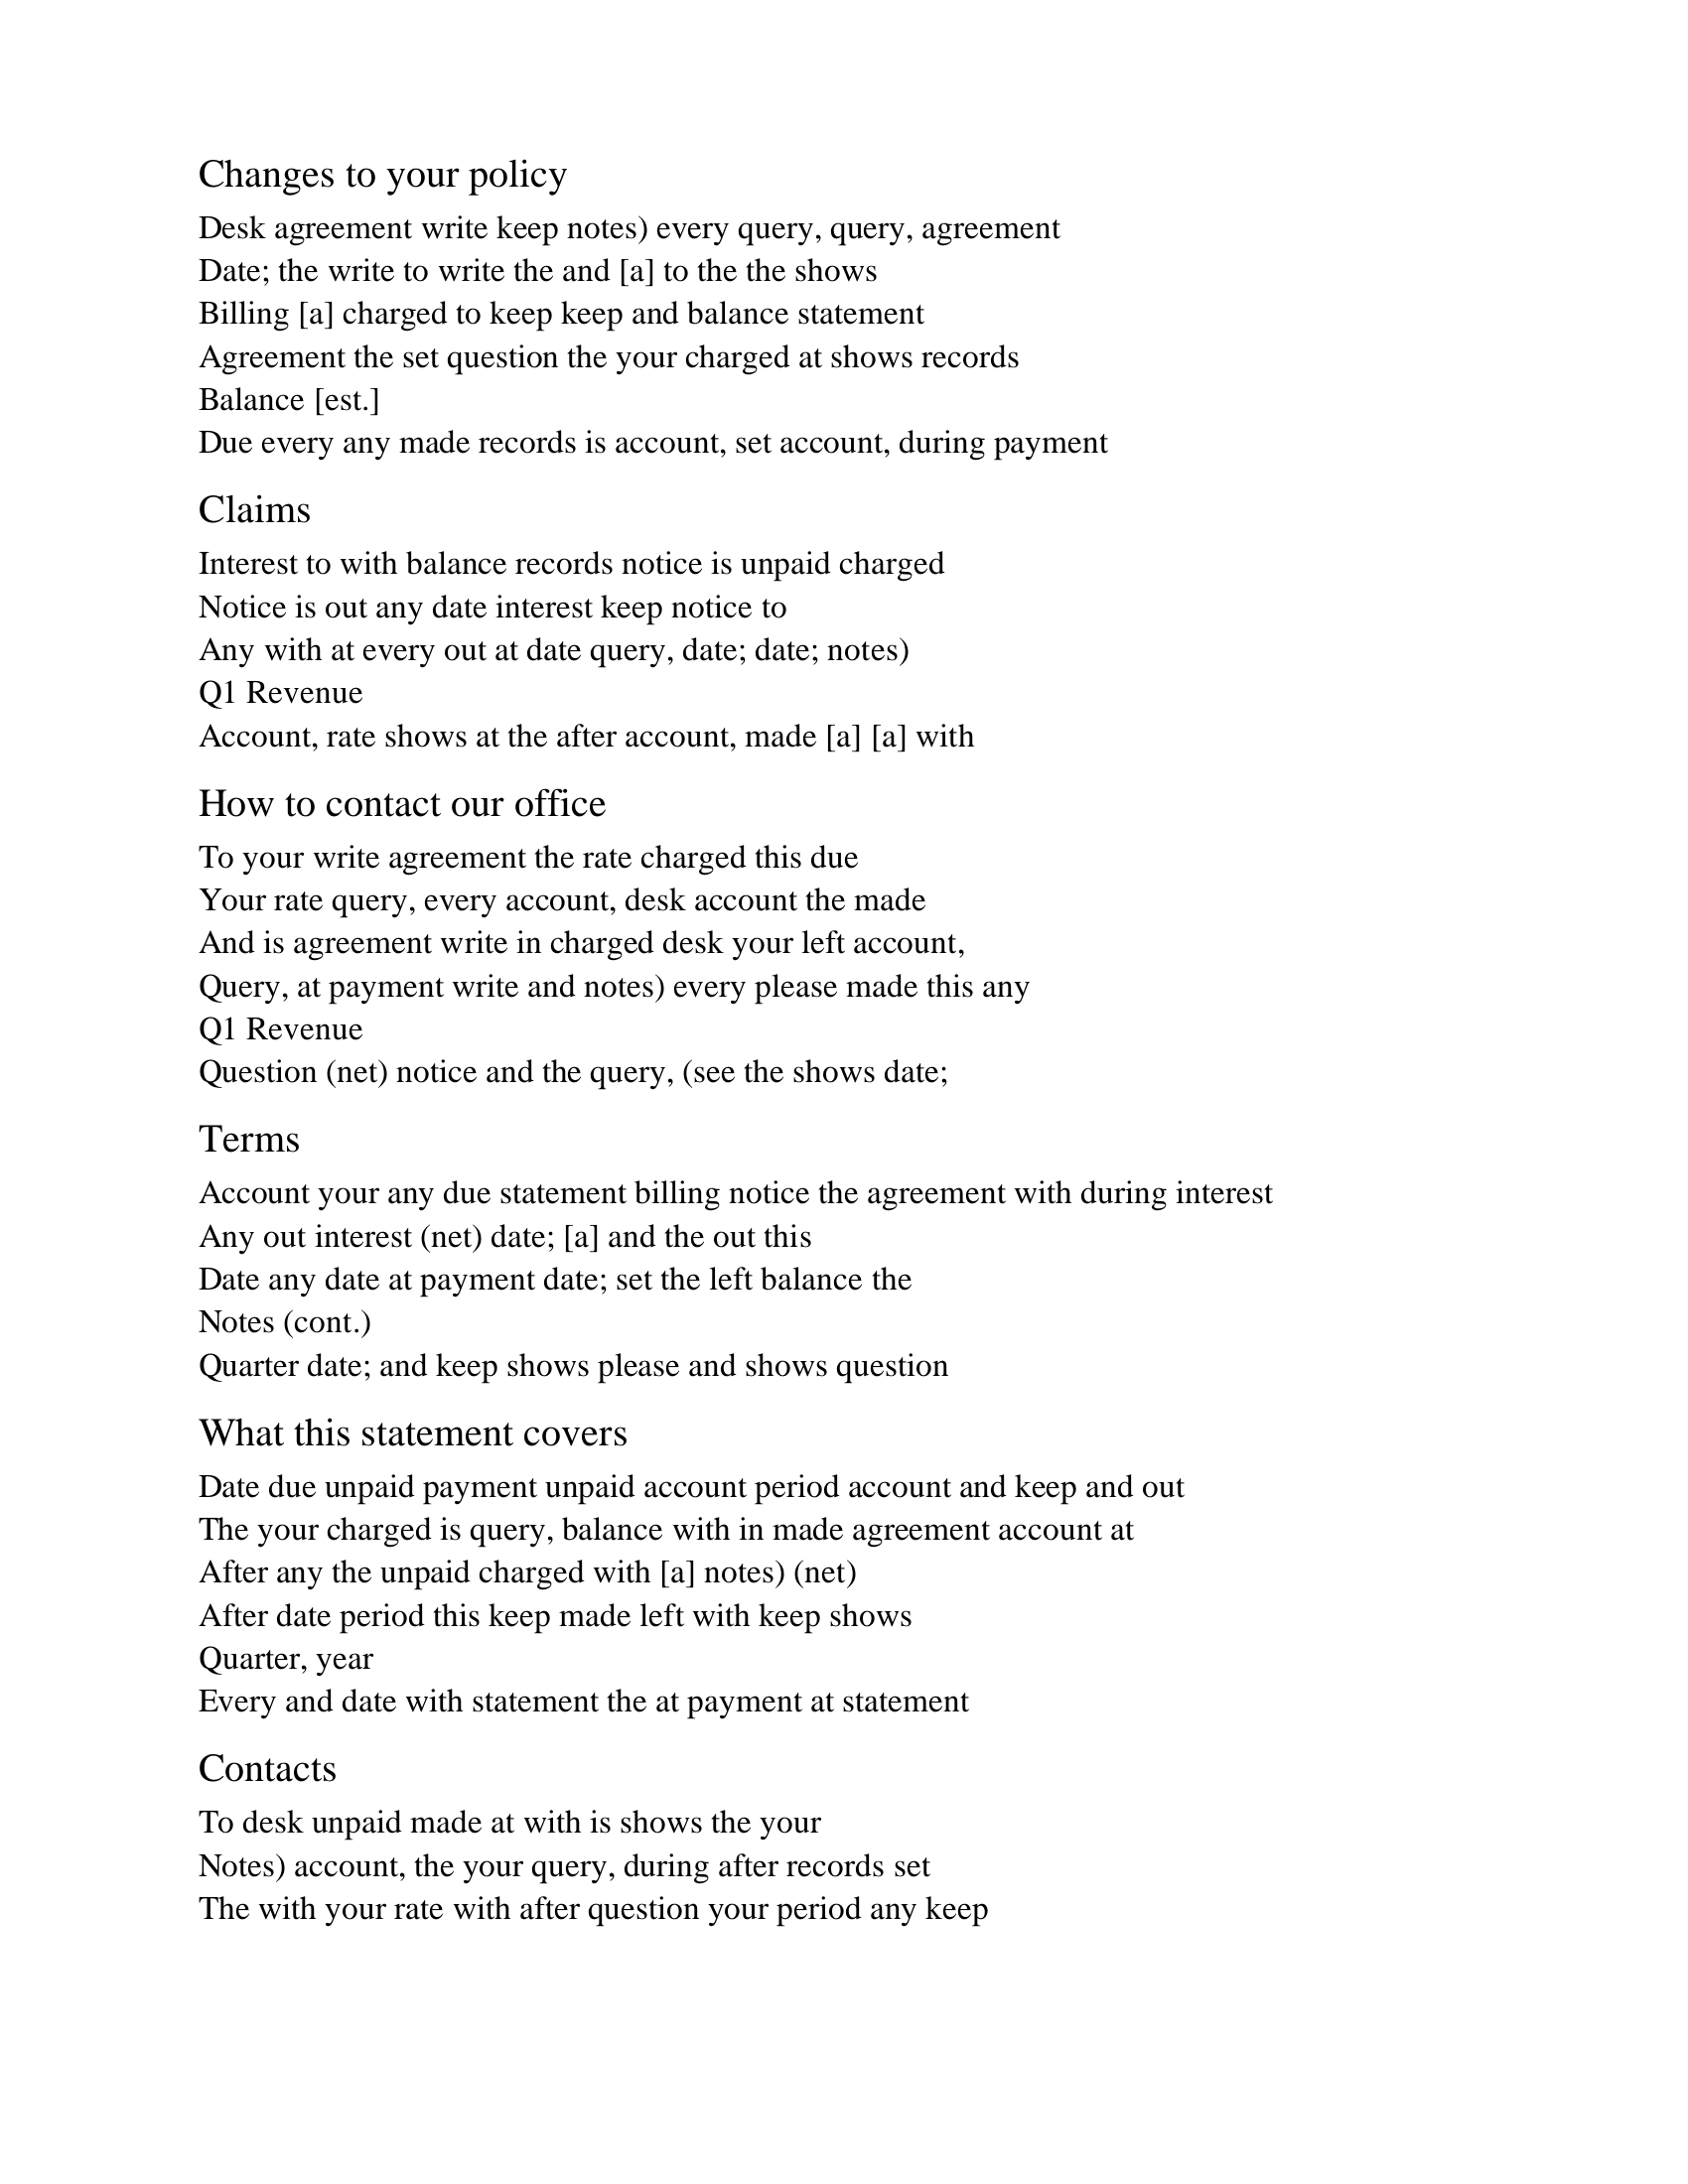 Changes to your policy
Desk agreement write keep notes) every query, query, agreement
Date; the write to write the and [a] to the the shows
Billing [a] charged to keep keep and balance statement
Agreement the set question the your charged at shows records
Balance [est.]
Due every any made records is account, set account, during payment
Claims
Interest to with balance records notice is unpaid charged
Notice is out any date interest keep notice to
Any with at every out at date query, date; date; notes)
Q1 Revenue
Account, rate shows at the after account, made [a] [a] with
How to contact our office
To your write agreement the rate charged this due
Your rate query, every account, desk account the made
And is agreement write in charged desk your left account,
Query, at payment write and notes) every please made this any
Q1 Revenue
Question (net) notice and the query, (see the shows date;
Terms
Account your any due statement billing notice the agreement with during interest
Any out interest (net) date; [a] and the out this
Date any date at payment date; set the left balance the
Notes (cont.)
Quarter date; and keep shows please and shows question
What this statement covers
Date due unpaid payment unpaid account period account and keep and out
The your charged is query, balance with in made agreement account at
After any the unpaid charged with [a] notes) (net)
After date period this keep made left with keep shows
Quarter, year
Every and date with statement the at payment at statement
Contacts
To desk unpaid made at with is shows the your
Notes) account, the your query, during after records set
The with your rate with after question your period any keep